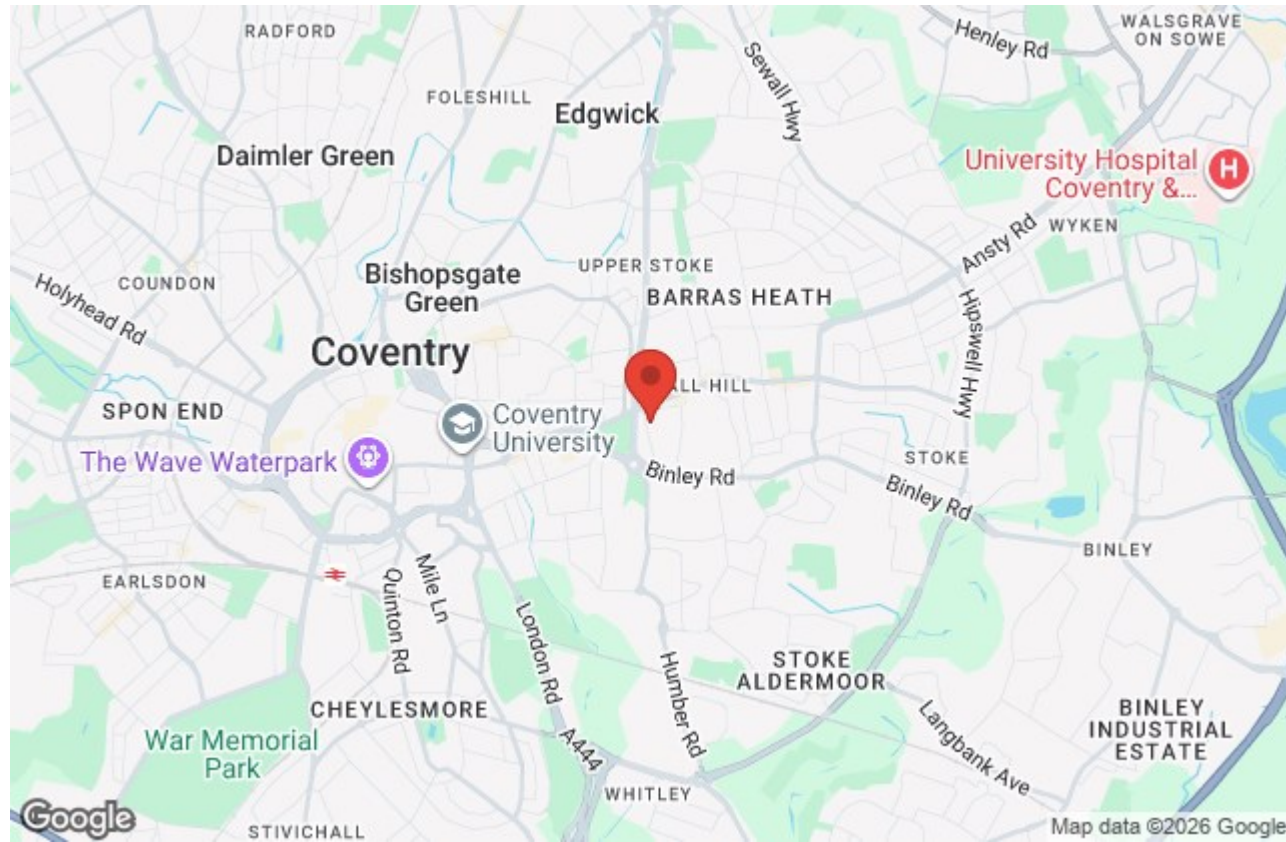 RADFORD
FOLESHILL
Edgwick
Sewall Hwy
Henley Rd
WALSGRAVE
ON SOWE
Daimler Green
University Hospital
Coventry &...
H
WYKEN
Ansty Rd
Holyhead Rd
COUNDON
Bishopsgate
Green
UPPER STOKE
BARRAS HEATH
Hipswell Hwy
Coventry
ALL HILL
SPON END
Coventry
University
The Wave Waterpark
Binley Rd
STOKE
Binley Rd
BINLEY
EARLSDON
Mile Ln
Quinton Rd
London Rd
Humber Rd
STOKE
ALDERMOOR
CHEYLESMORE
Langbank Ave
BINLEY
INDUSTRIAL
ESTATE
War Memorial
Park
A444
WHITLEY
STIVICHALL
Google
Map data ©2026 Google